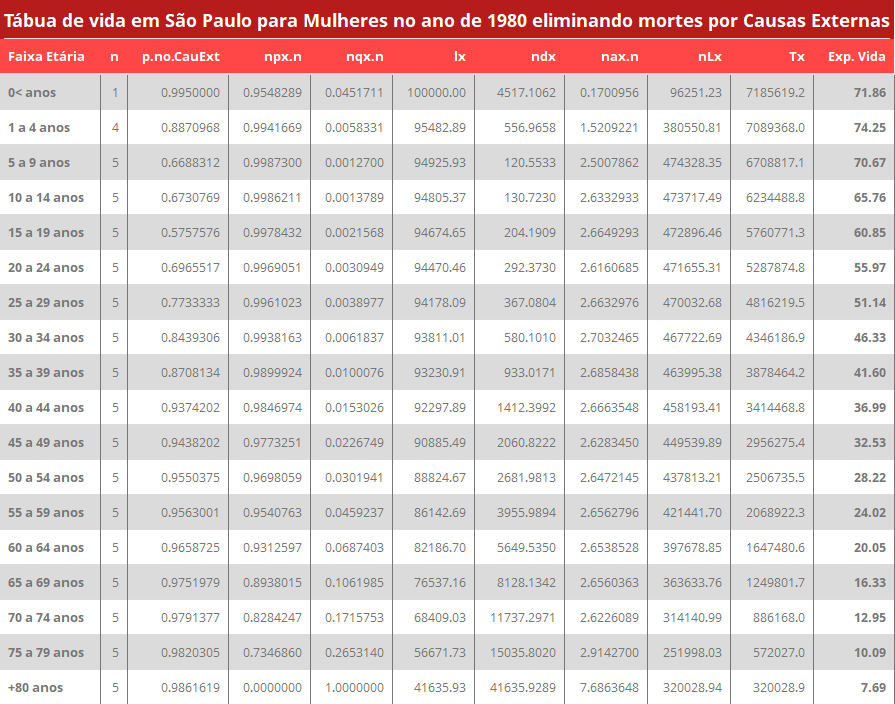 Tábua de vida em São Paulo para Mulheres no ano de 1980 eliminando mortes por Causas Externas
Faixa Etária n p.no.CauExt npx.n nqx.n lx ndx nax.n nLx Tx Exp. Vida
0< anos 1 0.9950000 0.9548289 0.0451711 100000.00 4517.1062 0.1700956 96251.23 7185619.2 71.86
1 a 4 anos 4 0.8870968 0.9941669 0.0058331 95482.89 556.9658 1.5209221 380550.81 7089368.0 74.25
5 a 9 anos 5 0.6688312 0.9987300 0.0012700 94925.93 120.5533 2.5007862 474328.35 6708817.1 70.67
10 a 14 anos 5 0.6730769 0.9986211 0.0013789 94805.37 130.7230 2.6332933 473717.49 6234488.8 65.76
15 a 19 anos 5 0.5757576 0.9978432 0.0021568 94674.65 204.1909 2.6649293 472896.46 5760771.3 60.85
20 a 24 anos 5 0.6965517 0.9969051 0.0030949 94470.46 292.3730 2.6160685 471655.31 5287874.8 55.97
25 a 29 anos 5 0.7733333 0.9961023 0.0038977 94178.09 367.0804 2.6632976 470032.68 4816219.5 51.14
30 a 34 anos 5 0.8439306 0.9938163 0.0061837 93811.01 580.1010 2.7032465 467722.69 4346186.9 46.33
35 a 39 anos 5 0.8708134 0.9899924 0.0100076 93230.91 933.0171 2.6858438 463995.38 3878464.2 41.60
40 a 44 anos 5 0.9374202 0.9846974 0.0153026 92297.89 1412.3992 2.6663548 458193.41 3414468.8 36.99
45 a 49 anos 5 0.9438202 0.9773251 0.0226749 90885.49 2060.8222 2.6283450 449539.89 2956275.4 32.53
50 a 54 anos 5 0.9550375 0.9698059 0.0301941 88824.67 2681.9813 2.6472145 437813.21 2506735.5 28.22
55 a 59 anos 5 0.9563001 0.9540763 0.0459237 86142.69 3955.9894 2.6562796 421441.70 2068922.3 24.02
60 a 64 anos 5 0.9658725 0.9312597 0.0687403 82186.70 5649.5350 2.6538528 397678.85 1647480.6 20.05
65 a 69 anos 5 0.9751979 0.8938015 0.1061985 76537.16 8128.1342 2.6560363 363633.76 1249801.7 16.33
70 a 74 anos 5 0.9791377 0.8284247 0.1715753 68409.03 11737.2971 2.6226089 314140.99 886168.0 12.95
75 a 79 anos 5 0.9820305 0.7346860 0.2653140 56671.73 15035.8020 2.9142700 251998.03 572027.0 10.09
+80 anos 5 0.9861619 0.0000000 1.0000000 41635.93 41635.9289 7.6863648 320028.94 320028.9 7.69